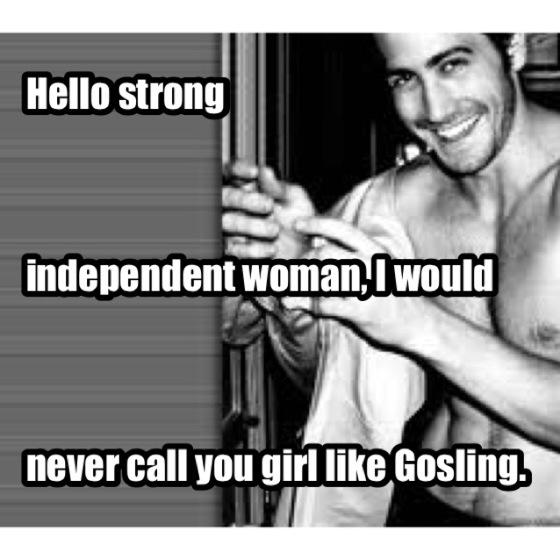 Hello strong
independent woman, I would
never call you girl like Gosling.